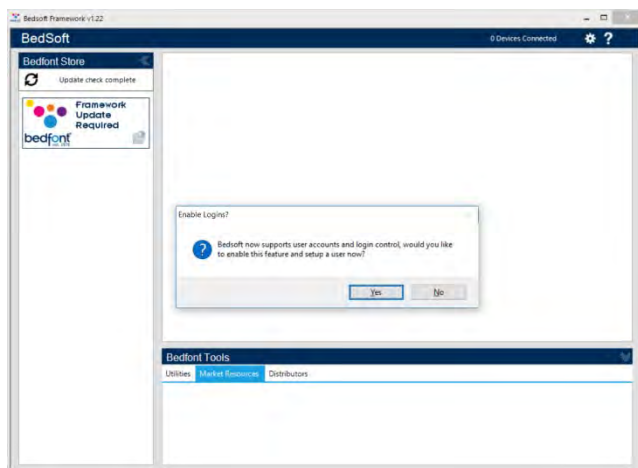 Bedsoft Framework v1.22
BedSoft
0 Devices Connected
?
Bedfont Store
Update check complete
Framework
Update
Required
bedfont
Enable Logins?
?
Bedsoft now supports user accounts and login control, would you like
to enable this feature and setup a user now?
Yes
No
Bedfont Tools
Utilities Market Resources Distributors